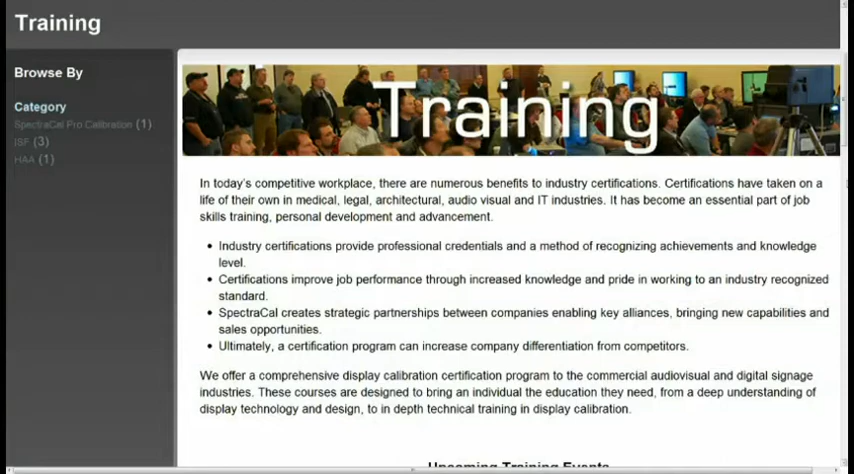 Training
Browse By
Category
SpectraCal Pro Calibration (1)
ISF (3)
HAA (1)
Training
In today's competitive workplace, there are numerous benefits to industry certifications. Certifications have taken on a
life of their own in medical, legal, architectural, audio visual and IT industries. It has become an essential part of job
skills training, personal development and advancement.
• Industry certifications provide professional credentials and a method of recognizing achievements and knowledge
level.
• Certifications improve job performance through increased knowledge and pride in working to an industry recognized
standard.
• SpectraCal creates strategic partnerships between companies enabling key alliances, bringing new capabilities and
sales opportunities.
• Ultimately, a certification program can increase company differentiation from competitors.
We offer a comprehensive display calibration certification program to the commercial audiovisual and digital signage
industries. These courses are designed to bring an individual the education they need, from a deep understanding of
display technology and design, to in depth technical training in display calibration.
Upcoming Training Events